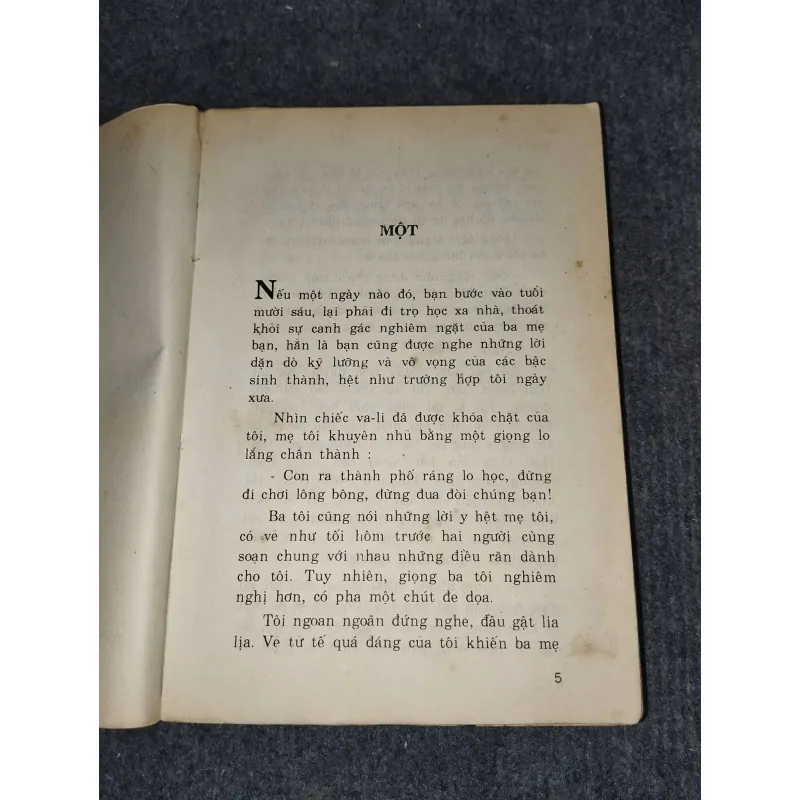 MỘT
Nếu một ngày nào đó, bạn bước vào tuổi
mười sáu, lại phải đi trọ học xa nhà, thoát
khỏi sự canh gác nghiêm ngặt của ba mẹ
bạn, hẳn là bạn cũng được nghe những lời
dặn dò kỹ lưỡng và vô vọng của các bậc
sinh thành, hệt như trường hợp tôi ngày
xưa.
Nhìn chiếc va-li đã được khóa chặt của
tôi, mẹ tôi khuyên nhủ bằng một giọng lo
lắng chân thành :
- Con ra thành phố ráng lo học, đừng
đi chơi lông bông, đừng đua đòi chúng bạn!
Ba tôi cũng nói những lời y hệt mẹ tôi,
có vẻ như tối hôm trước hai người cùng
soạn chung với nhau những điều răn dành
cho tôi. Tuy nhiên, giọng ba tôi nghiêm
nghị hơn, có pha một chút đe dọa.
Tôi ngoan ngoãn đứng nghe, đầu gật lia
lịa. Vẻ tư tế quá đáng của tôi khiến ba mẹ
5